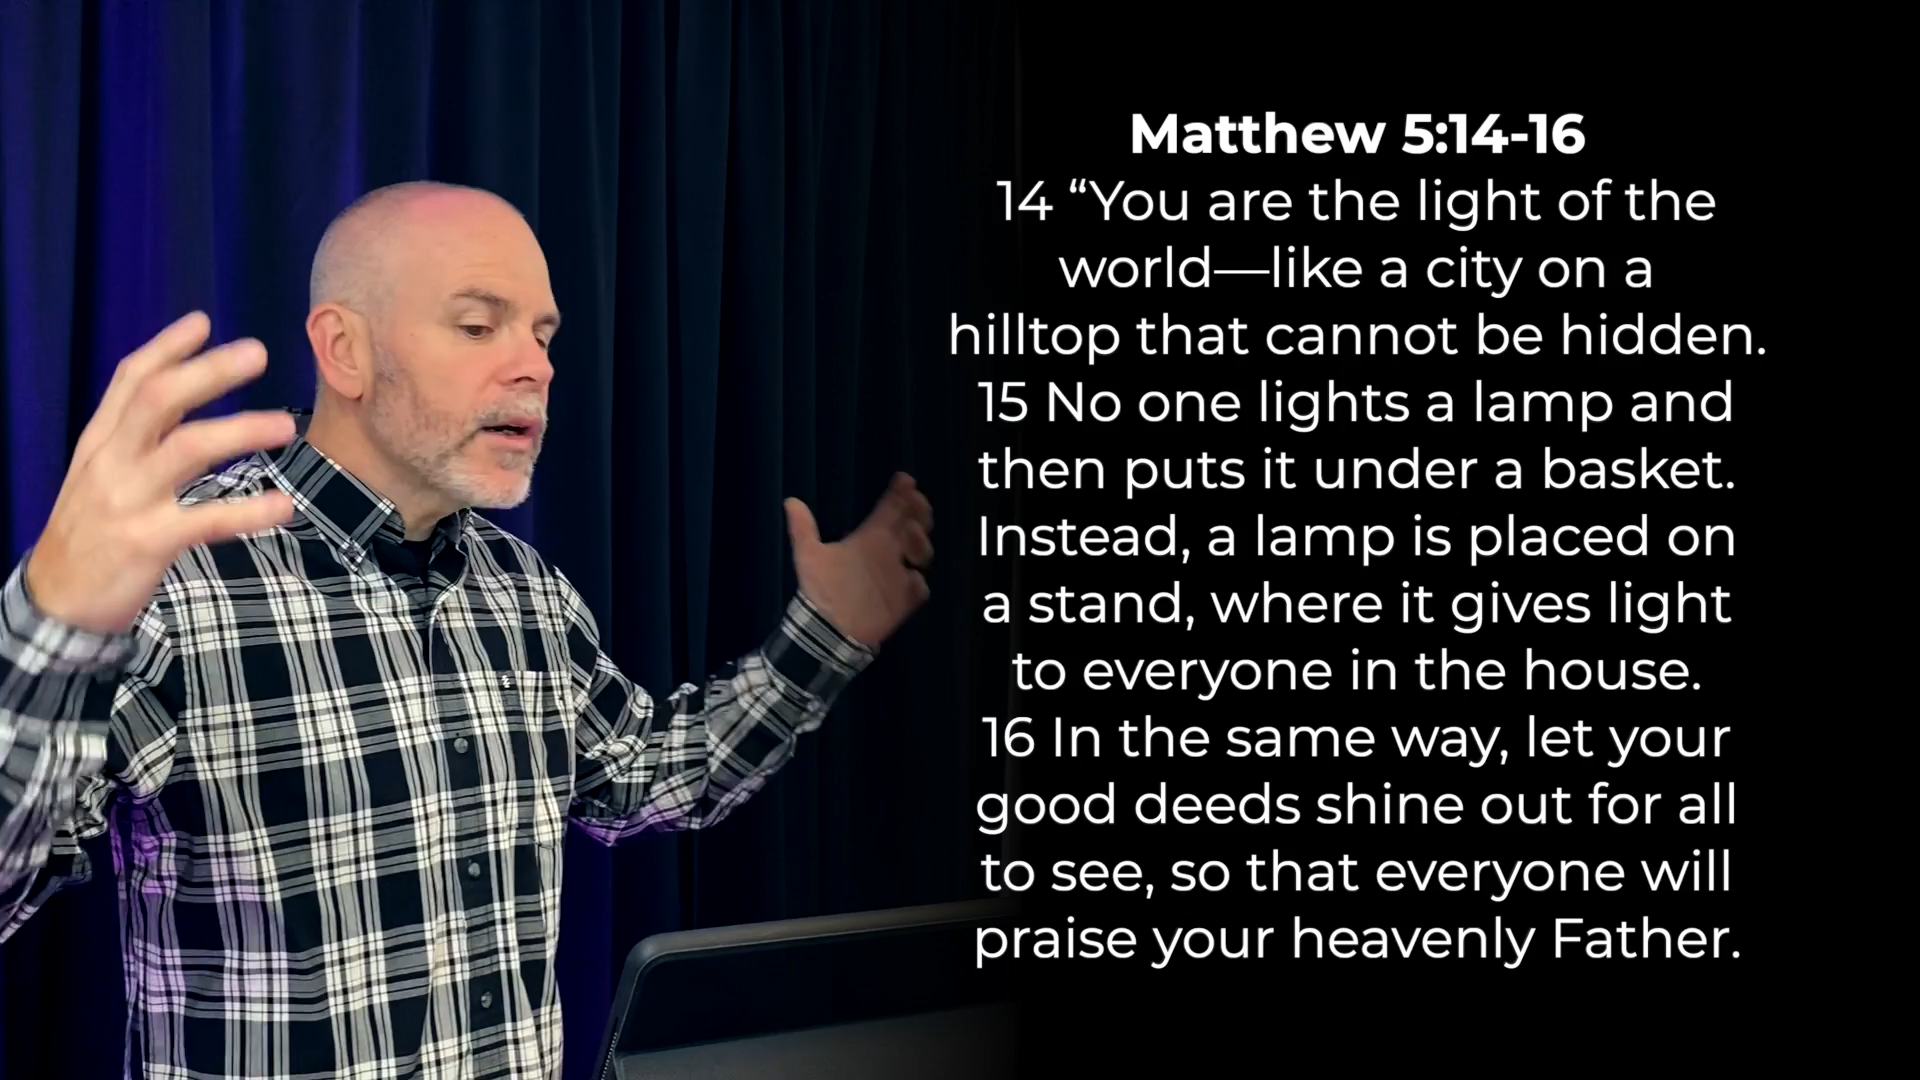 Matthew 5:14-16
14 “You are the light of the
world—like a city on a
hilltop that cannot be hidden.
15 No one lights a lamp and
then puts it under a basket.
Instead, a lamp is placed on
a stand, where it gives light
to everyone in the house.
16 In the same way, let your
good deeds shine out for all
to see, so that everyone will
praise your heavenly Father.